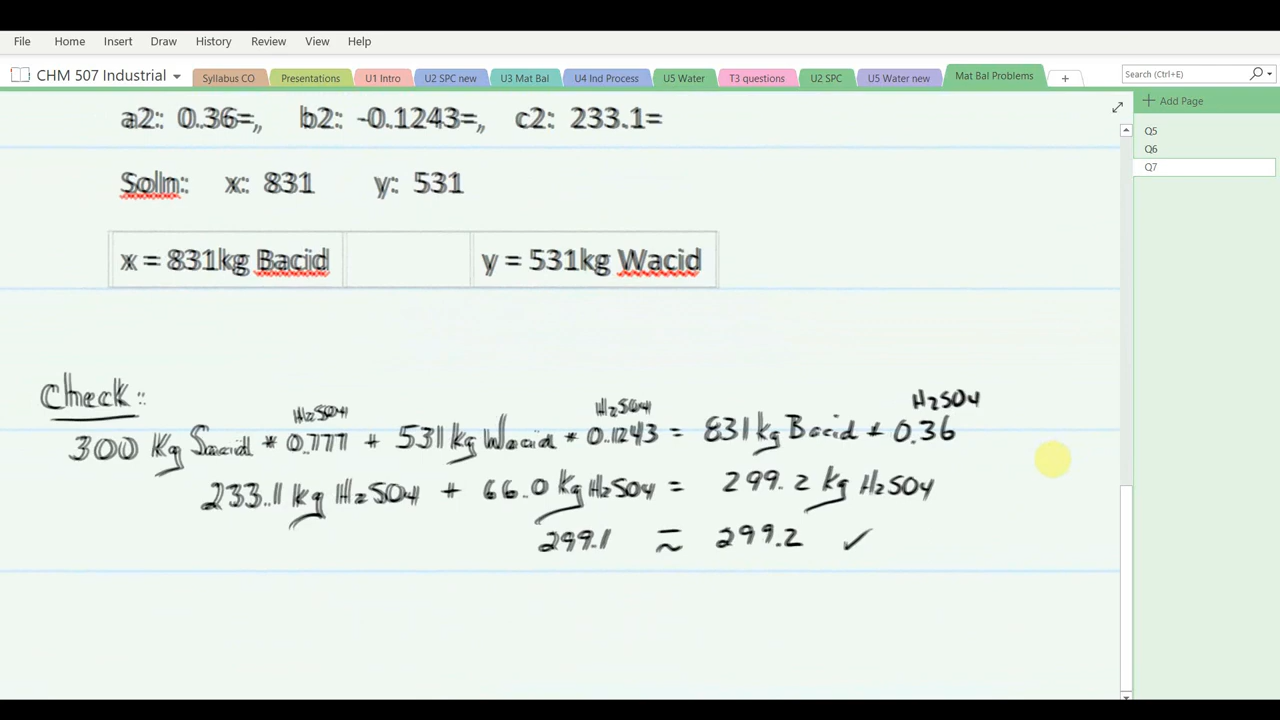 File Home Insert Draw History Review View Help
CHM 507 Industrial Syllabus CO Presentations U1 Intro U2 SPC new U3 Mat Bal U4 Ind Process U5 Water T3 questions U2 SPC U5 Water new Mat Bal Problems + Search (Ctrl+E)
+ Add Page
Q5
Q6
Q7
a2: 0.36=, b2: -0.1243=, c2: 233.1=
Soln: x: 831 y: 531
x = 831kg Bacid y = 531kg Wacid
Check:
H2SO4 H2SO4 H2SO4
300 Kg Sacid * 0.777 + 531 kg Wacid * 0.1243 = 831 kg Bacid * 0.36
233.1 kg H2SO4 + 66.0 kg H2SO4 = 299.2 kg H2SO4
299.1 ≈ 299.2 ✓